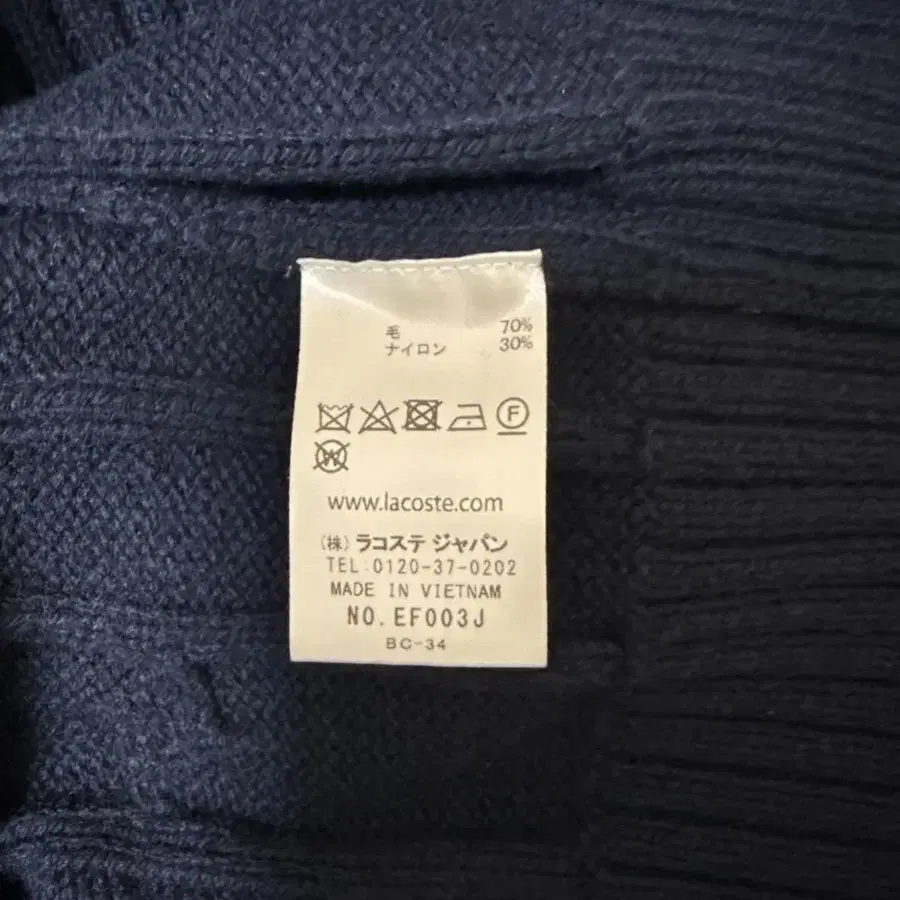 毛 70%
ナイロン 30%
F
W
www.lacoste.com
(株) ラコステ ジャパン
TEL:0120-37-0202
MADE IN VIETNAM
NO. EF003J
BC-34